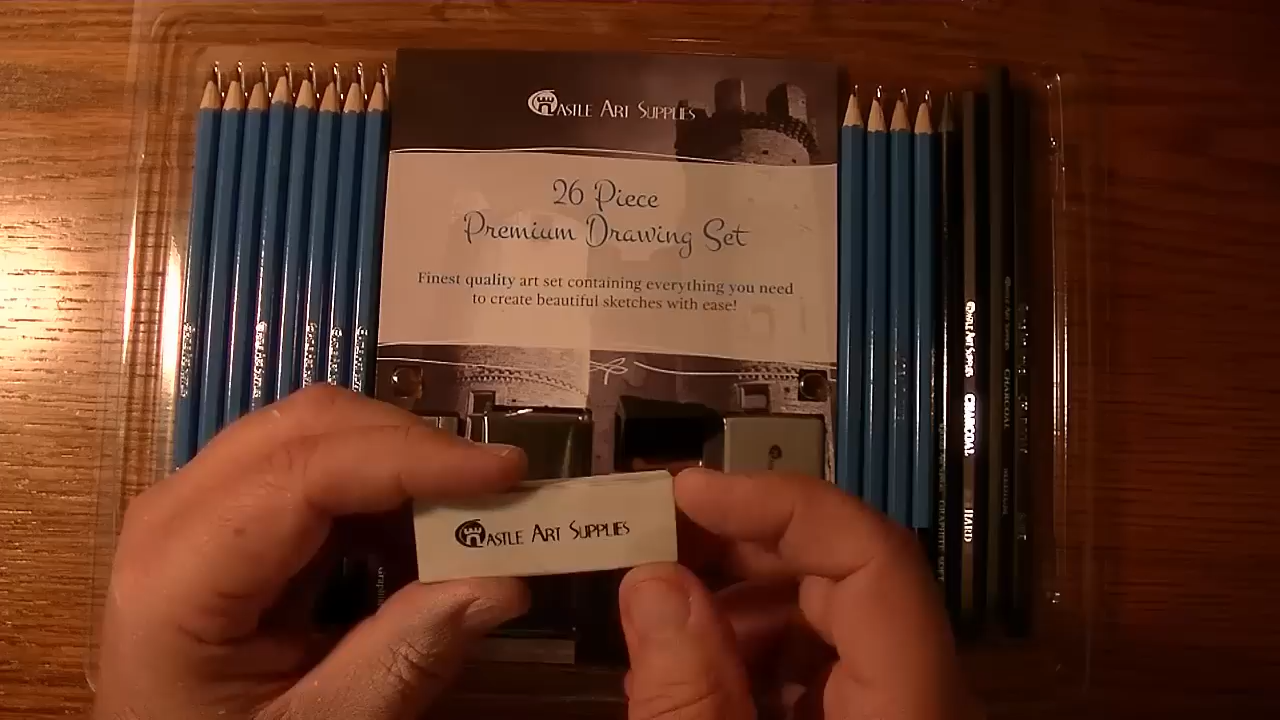 CASTLE ART SUPPLIES
26 Piece
Premium Drawing Set
Finest quality art set containing everything you need
to create beautiful sketches with ease!
CASTLE ART SUPPLIES
CASTLE ART SUPPLIES CHARCOAL HARD
CHARCOAL